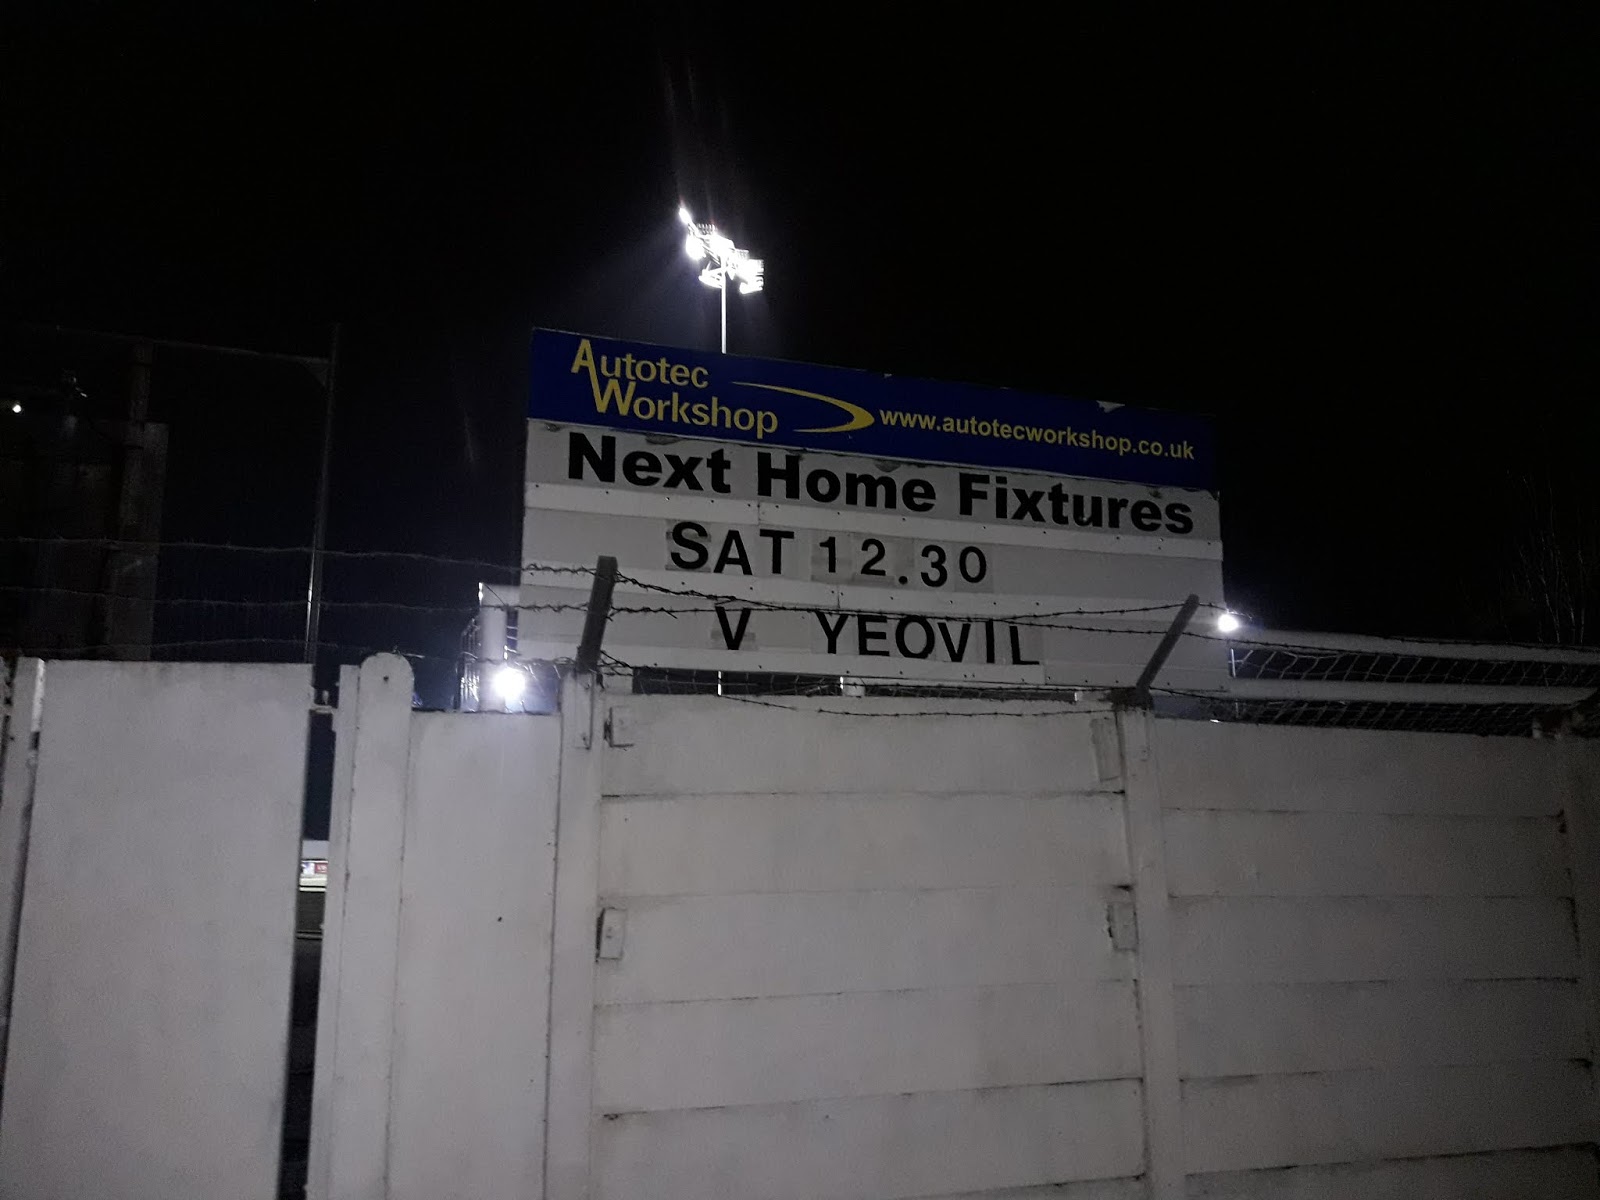 Autotec
Workshop
www.autotecworkshop.co.uk
Next Home Fixtures
SAT 12.30
V YEOVIL